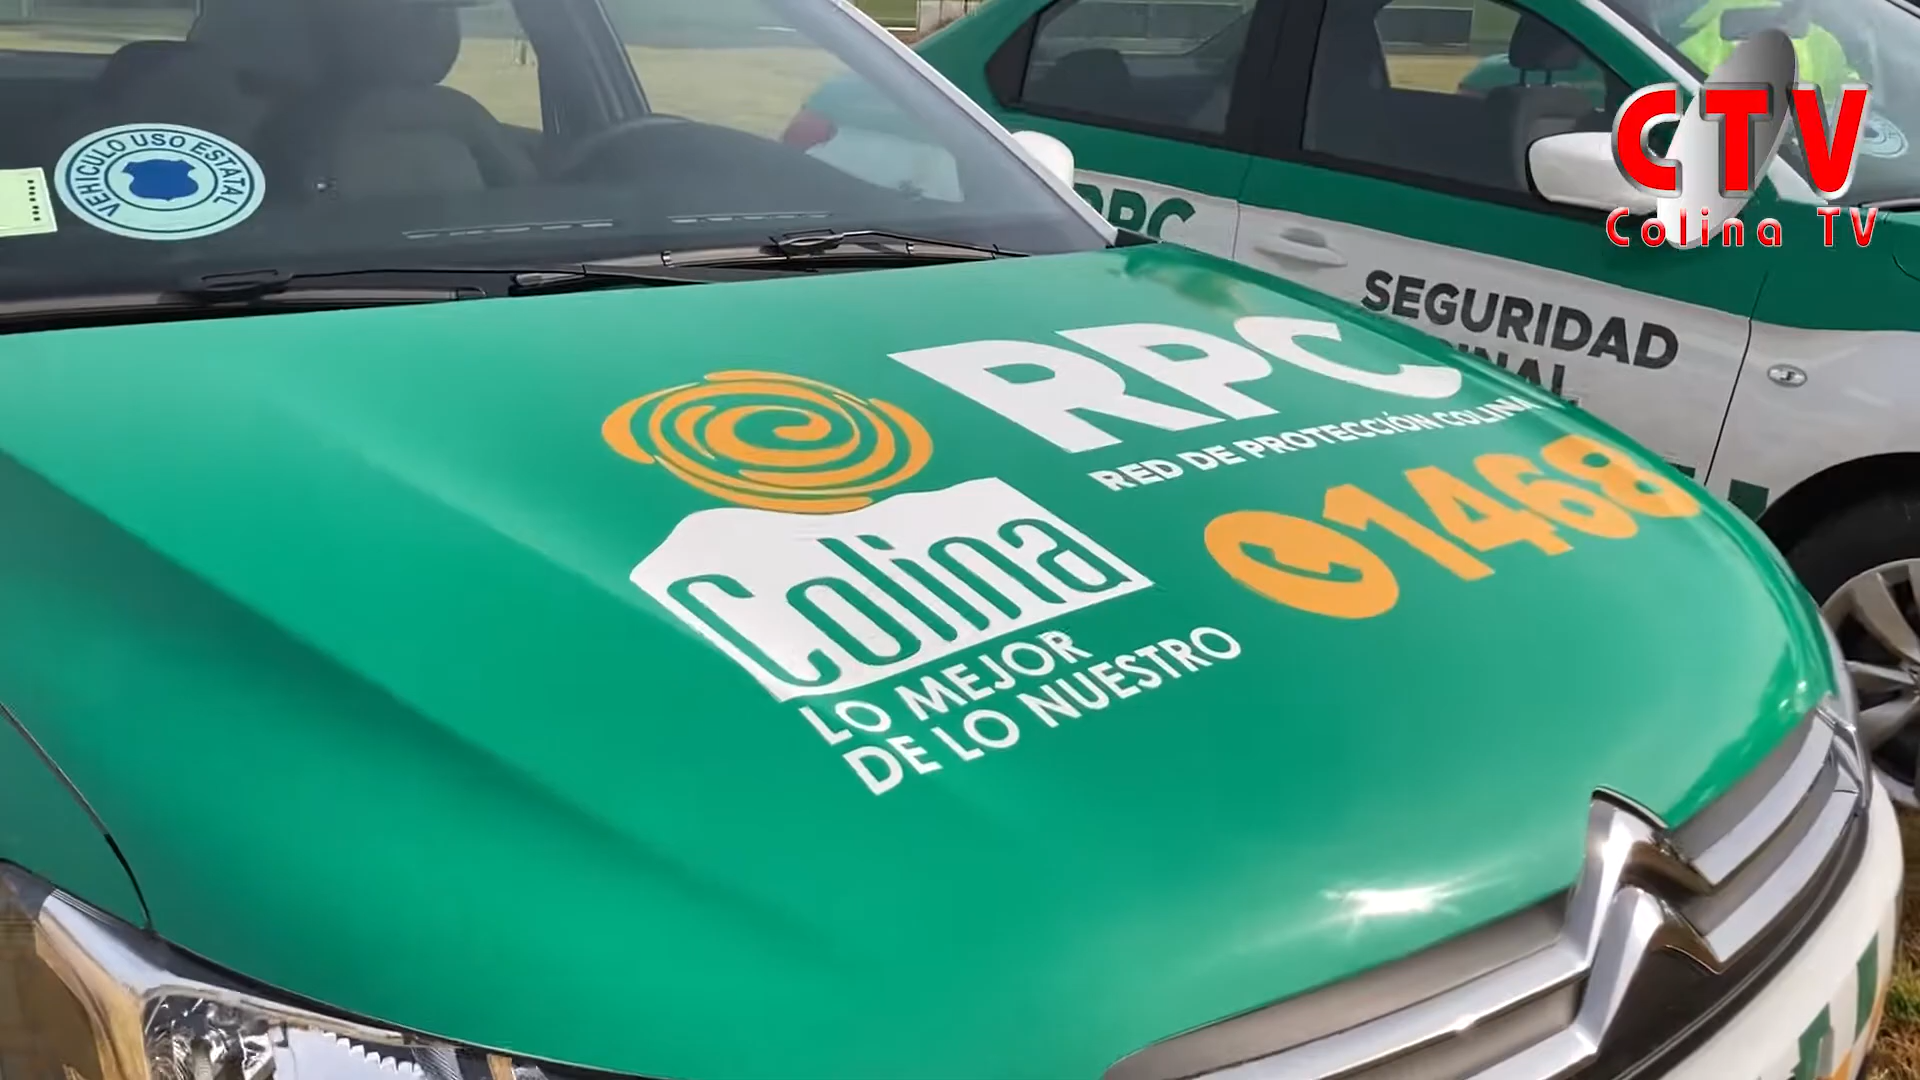 VEHICULO USO ESTATAL
CTV
Colina TV
RPC
SEGURIDAD
RPC
RED DE PROTECCIÓN COLINA
1468
Colina
LO MEJOR
DE LO NUESTRO